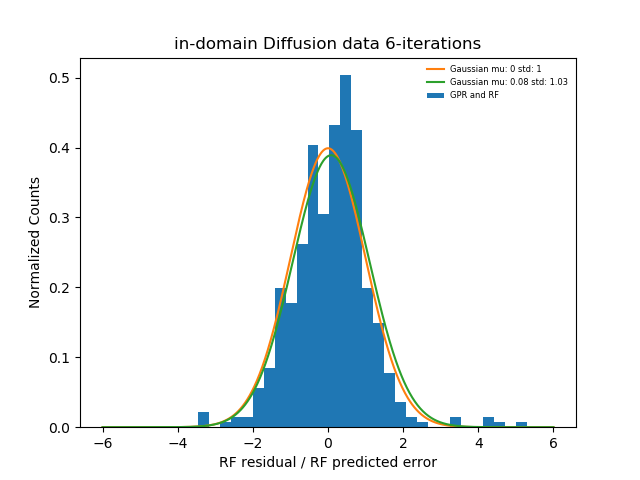 in-domain Diffusion data 6-iterations
Gaussian mu: 0 std: 1
Gaussian mu: 0.08 std: 1.03
GPR and RF
Normalized Counts
0.5
0.4
0.3
0.2
0.1
0.0
−6 −4 −2 0 2 4 6
RF residual / RF predicted error